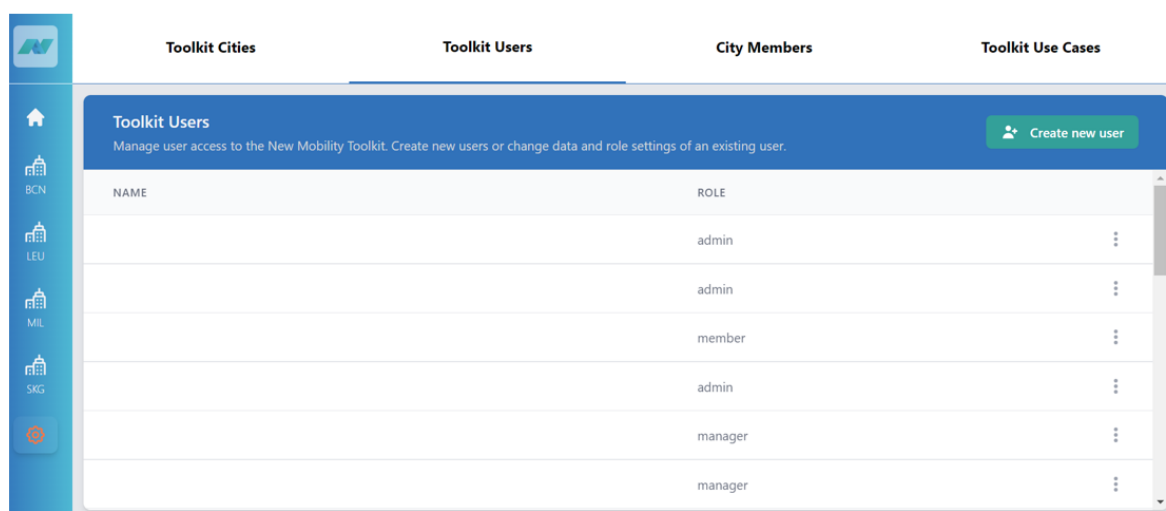 Toolkit Cities
Toolkit Users
City Members
Toolkit Use Cases
Toolkit Users
Manage user access to the New Mobility Toolkit. Create new users or change data and role settings of an existing user.
Create new user
BCN
LEU
MIL
SKG
NAME ROLE
admin
admin
member
admin
manager
manager